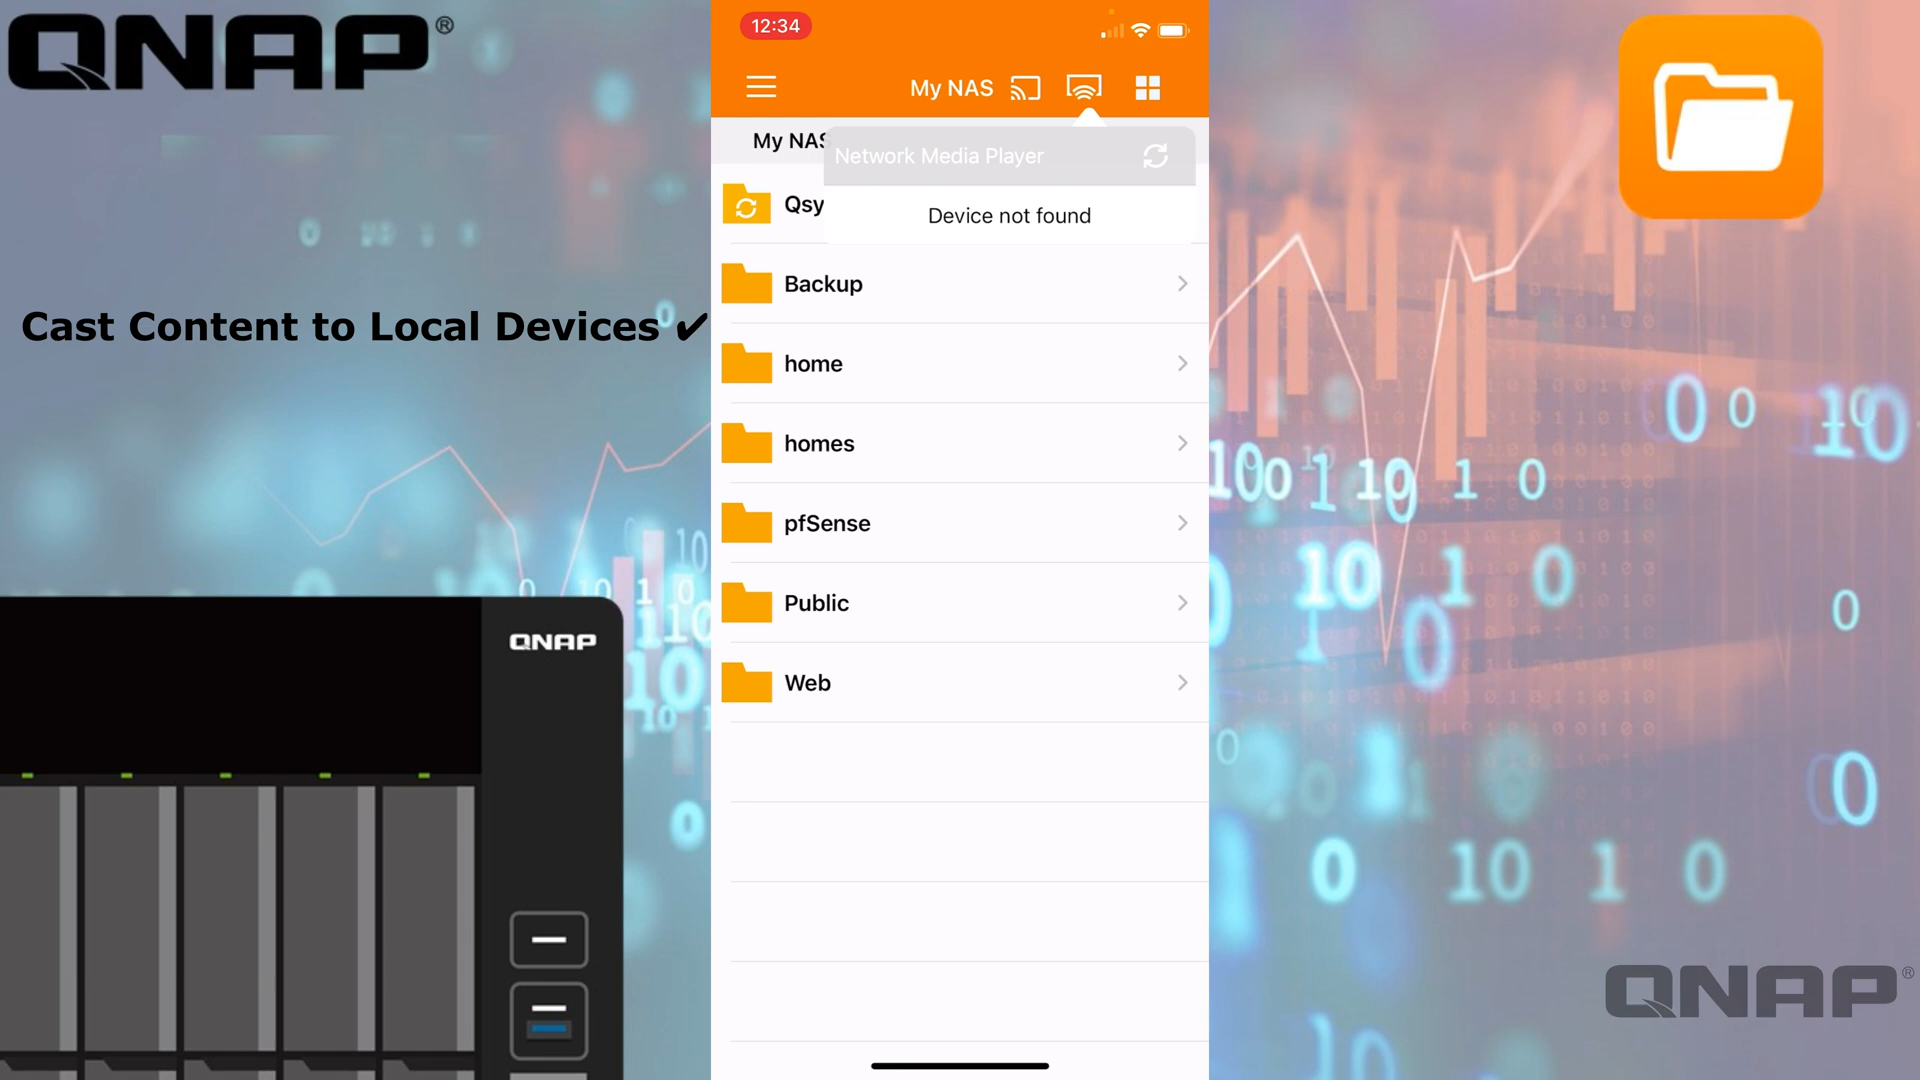 QNAP®
Cast Content to Local Devices ✔
QNAP
12:34
My NAS
My NAS
Network Media Player
Device not found
Qsy
Backup
home
homes
pfSense
Public
Web
QNAP®